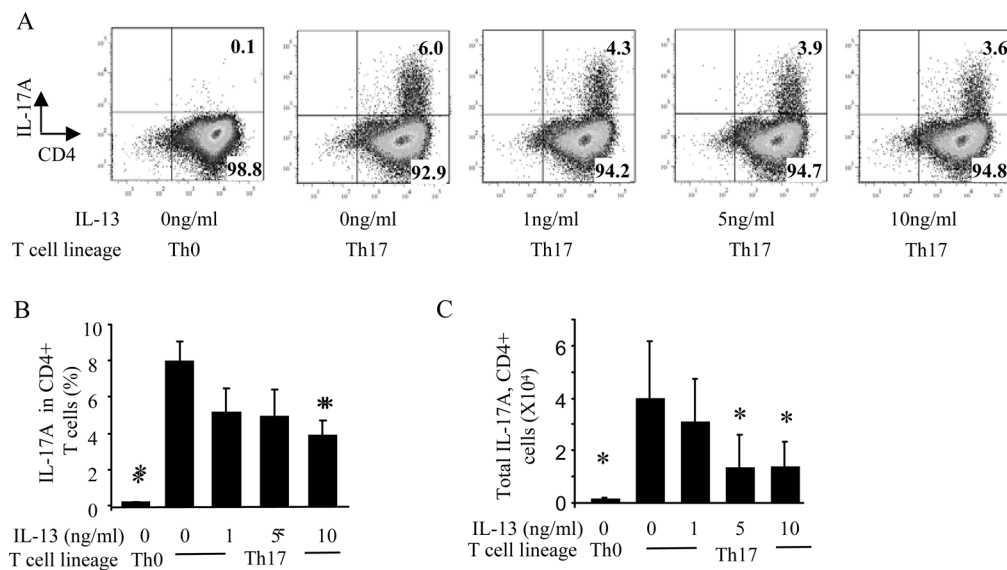 A
0.1
6.0
4.3
3.9
3.6
IL-17A
CD4
98.8
92.9
94.2
94.7
94.8
IL-13 0ng/ml 0ng/ml 1ng/ml 5ng/ml 10ng/ml
T cell lineage Th0 Th17 Th17 Th17 Th17
B
IL-17A in CD4+
T cells (%)
10
8
6
4
2
0
*
*
**
IL-13 (ng/ml) 0 0 1 5 10
T cell lineage Th0 Th17
C
Total IL-17A, CD4+
cells (X10⁴)
6
4
2
0
*
*
*
IL-13 (ng/ml) 0 0 1 5 10
T cell lineage Th0 Th17